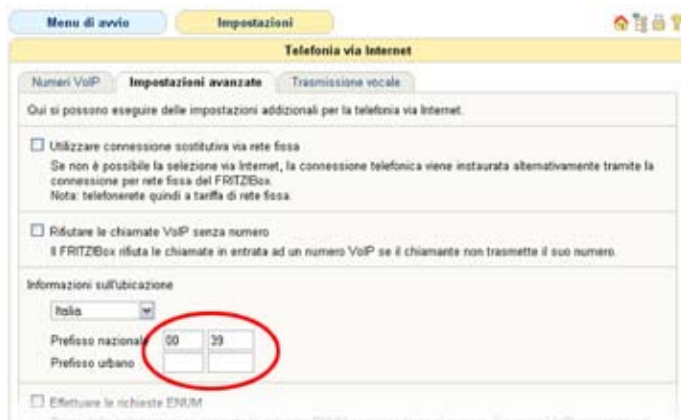 Menu di avvio Impostazioni
Telefonia via Internet
Numeri VoIP Impostazioni avanzate Trasmissione vocale
Qui si possono eseguire delle impostazioni addizionali per la telefonia via Internet.
Utilizzare connessione sostitutiva via rete fissa
Se non è possibile la selezione via Internet, la connessione telefonica viene instaurata alternativamente tramite la
connessione per rete fissa del FRITZ!Box.
Nota: telefonerete quindi a tariffa di rete fissa.
Rifiutare le chiamate VoIP senza numero
Il FRITZ!Box rifiuta le chiamate in entrata ad un numero VoIP se il chiamante non trasmette il suo numero.
Informazioni sull'ubicazione
Italia
Prefisso nazionale 00 39
Prefisso urbano
Effettuare le richieste ENUM